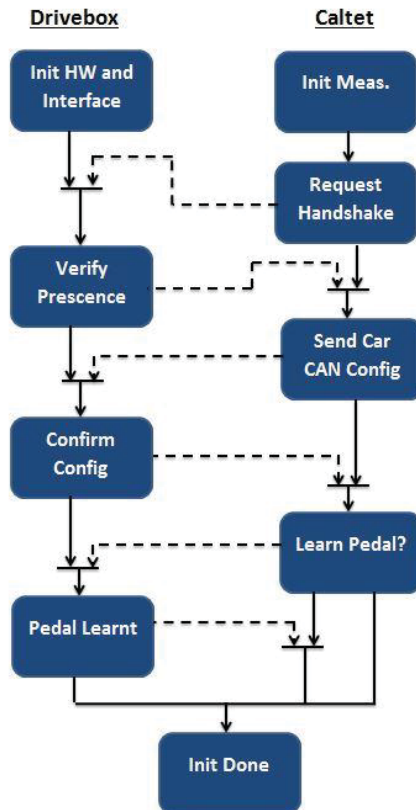 Drivebox
Caltet
Init HW and
Interface
Init Meas.
Request
Handshake
Verify
Prescence
Send Car
CAN Config
Confirm
Config
Learn Pedal?
Pedal Learnt
Init Done